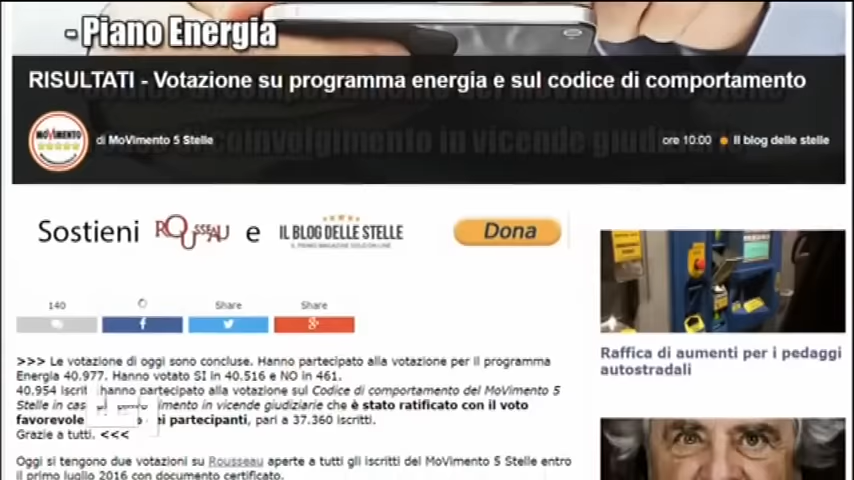 - Piano Energia
RISULTATI - Votazione su programma energia e sul codice di comportamento
MOVIMENTO
di MoVimento 5 Stelle
ore 10:00
Il blog delle stelle
Sostieni ROUSSEAU e IL BLOG DELLE STELLE
Dona
140
Share
Share
>>> Le votazione di oggi sono concluse. Hanno partecipato alla votazione per il programma
Energia 40.977. Hanno votato SI in 40.516 e NO in 461.
40.954 iscrit hanno partecipato alla votazione sul Codice di comportamento del MoVimento 5
Stelle in cas imento in vicende giudiziarie che è stato ratificato con il voto
favorevole ei partecipanti, pari a 37.360 iscritti.
Grazie a tutti. <<<
Oggi si tengono due votazioni su Rousseau aperte a tutti gli iscritti del MoVimento 5 Stelle entro
il primo luglio 2016 con documento certificato.
Raffica di aumenti per i pedaggi
autostradali